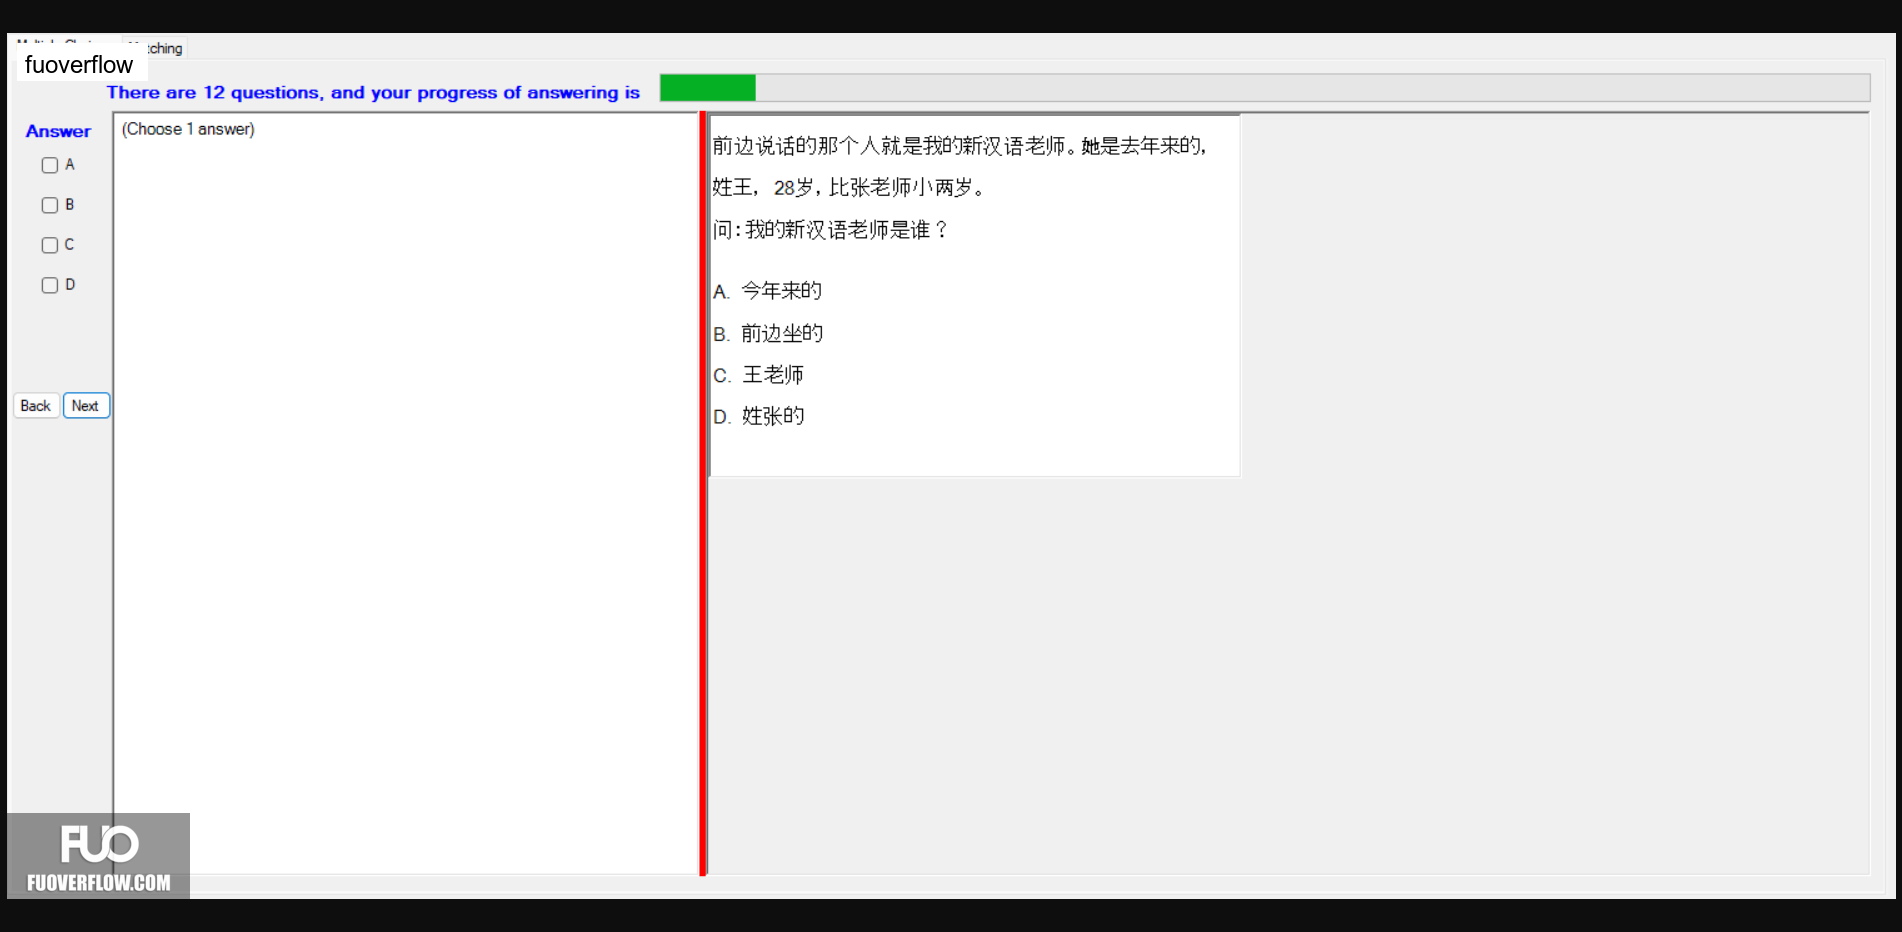 tching
fuoverflow
There are 12 questions, and your progress of answering is
Answer
(Choose 1 answer)
A
B
C
D
Back Next
前边说话的那个人就是我的新汉语老师。她是去年来的,
姓王, 28岁, 比张老师小两岁。
问:我的新汉语老师是谁？
A. 今年来的
B. 前边坐的
C. 王老师
D. 姓张的
FUO
FUOVERFLOW.COM